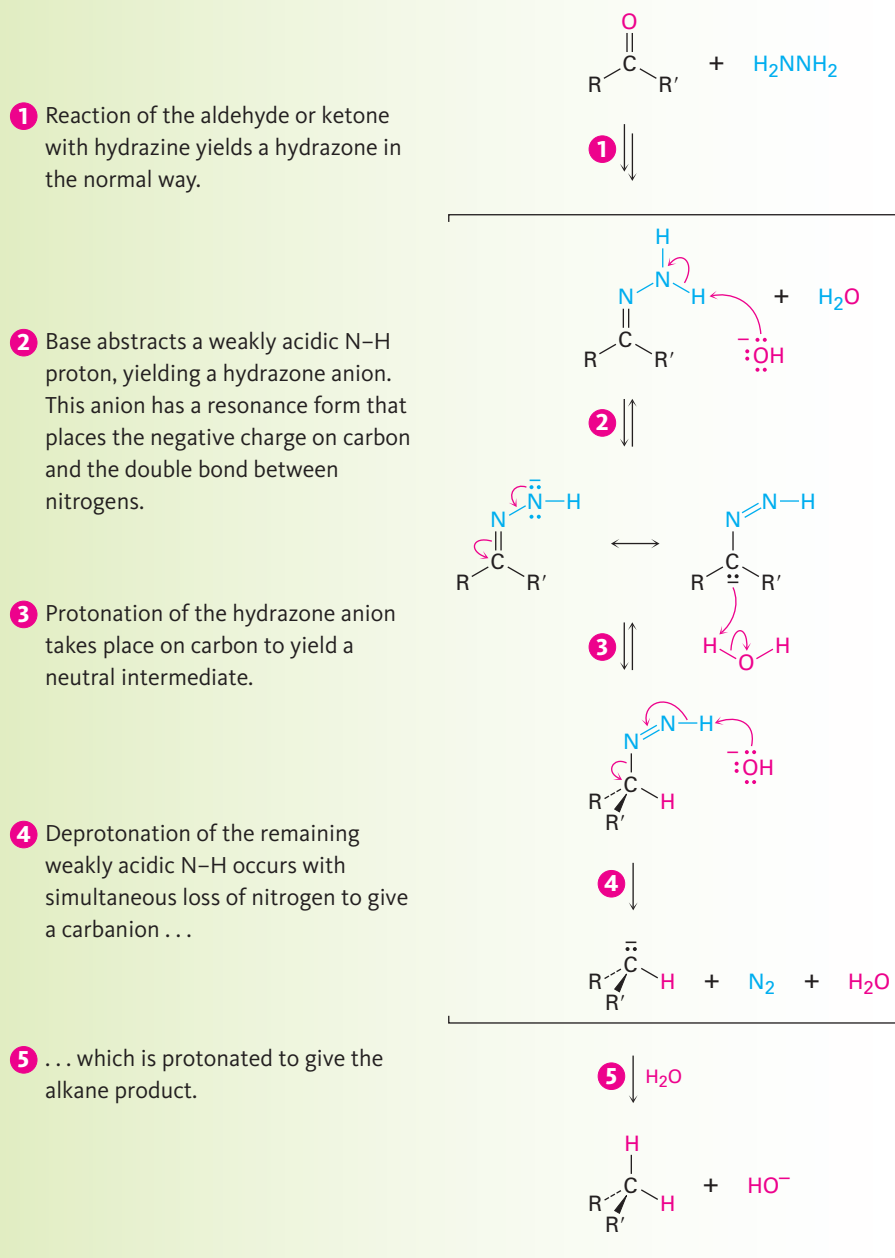 O
C
R R′ + H₂NNH₂
1 Reaction of the aldehyde or ketone
with hydrazine yields a hydrazone in
the normal way.
1
H
N
N H + H₂O
C
R R′ − :OH
2 Base abstracts a weakly acidic N–H
proton, yielding a hydrazone anion.
This anion has a resonance form that
places the negative charge on carbon
and the double bond between
nitrogens.
2
N H N H
N N
C C
R R′ R R′
3 Protonation of the hydrazone anion
takes place on carbon to yield a
neutral intermediate.
3
H O H
N H
N − :OH
C
R H
R′
4 Deprotonation of the remaining
weakly acidic N–H occurs with
simultaneous loss of nitrogen to give
a carbanion . . .
4
C
R H + N₂ + H₂O
R′
5 . . . which is protonated to give the
alkane product.
5 H₂O
H
C
R H + HO⁻
R′